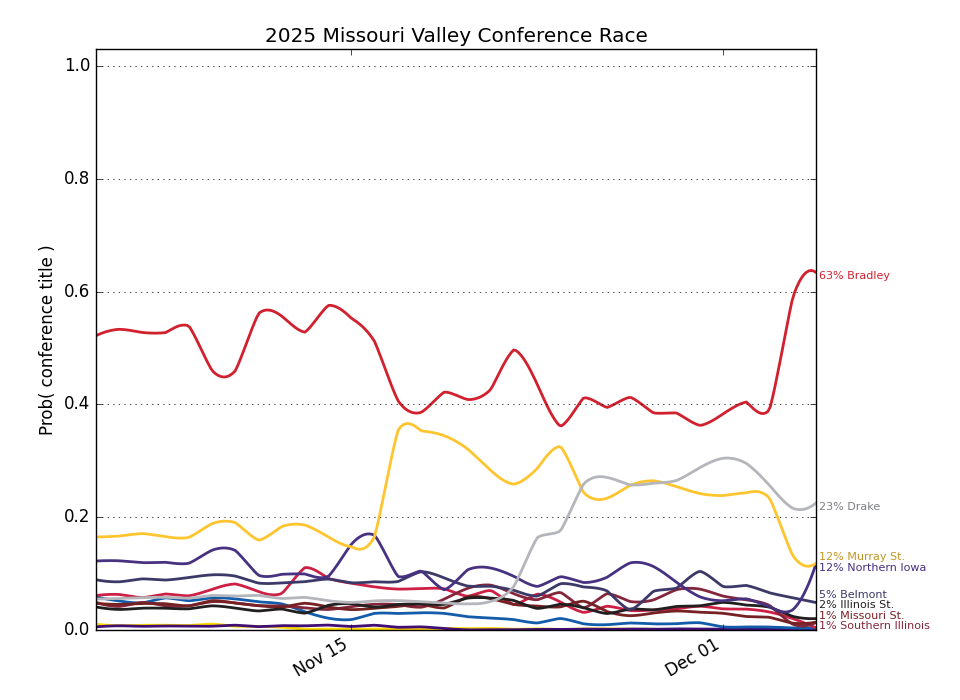 2025 Missouri Valley Conference Race
Prob( conference title )
1.0
0.8
0.6
0.4
0.2
0.0
Nov 15
Dec 01
63% Bradley
23% Drake
12% Murray St.
12% Northern Iowa
5% Belmont
2% Illinois St.
1% Missouri St.
1% Southern Illinois